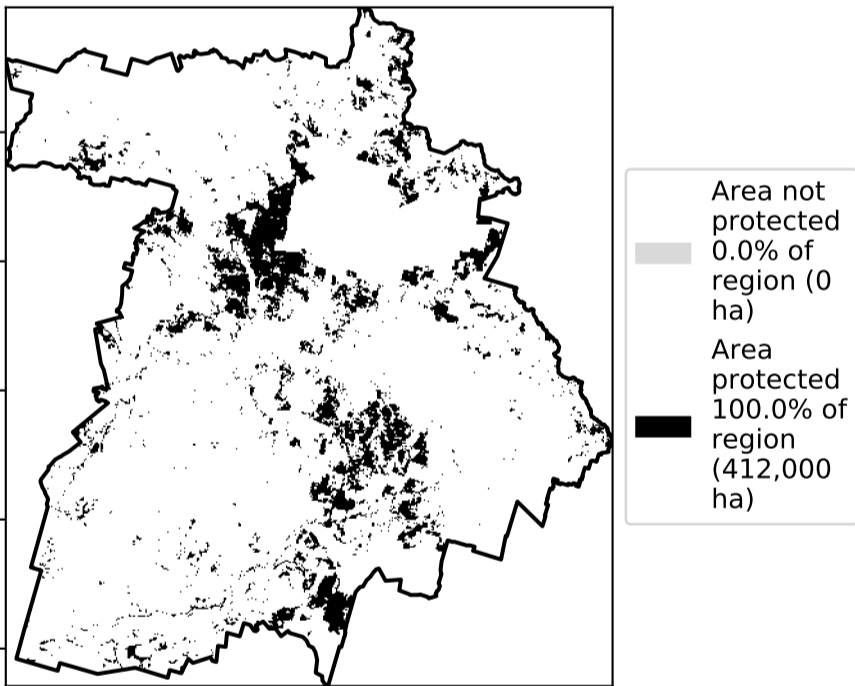 Area not
protected
0.0% of
region (0
ha)
Area
protected
100.0% of
region
(412,000
ha)